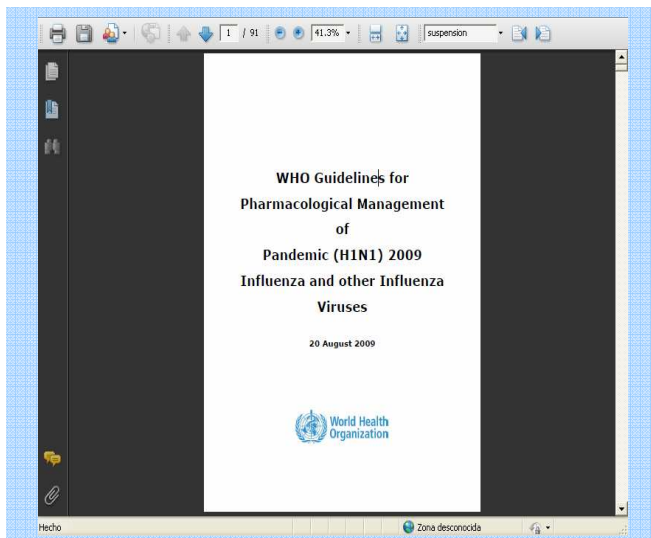 1 / 91 41.3% suspension
WHO Guidelines for
Pharmacological Management
of
Pandemic (H1N1) 2009
Influenza and other Influenza
Viruses
20 August 2009
World Health
Organization
Hecho Zona desconocida